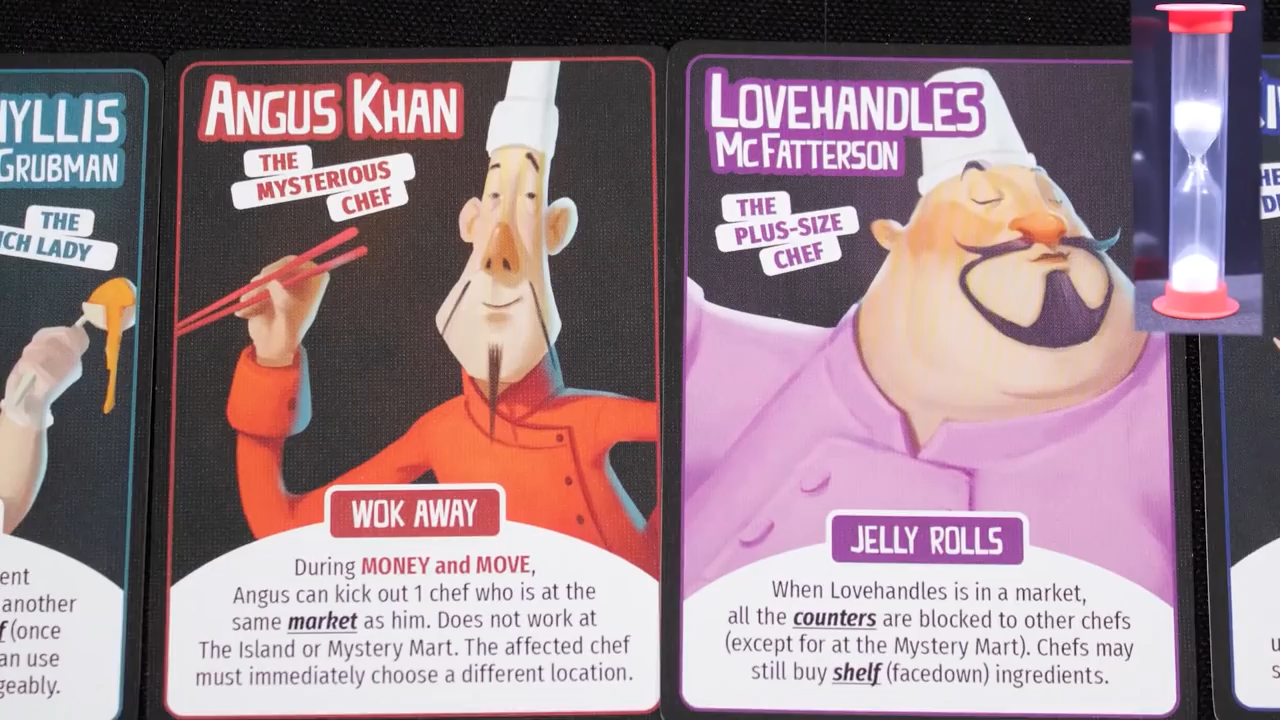 HYLLIS
GRUBMAN
THE
CH LADY
ent
another
f (once
an use
geably.
ANGUS KHAN
THE
MYSTERIOUS
CHEF
WOK AWAY
During MONEY and MOVE,
Angus can kick out 1 chef who is at the
same market as him. Does not work at
The Island or Mystery Mart. The affected chef
must immediately choose a different location.
LOVEHANDLES
MCFATTERSON
THE
PLUS-SIZE
CHEF
JELLY ROLLS
When Lovehandles is in a market,
all the counters are blocked to other chefs
(except for at the Mystery Mart). Chefs may
still buy shelf (facedown) ingredients.